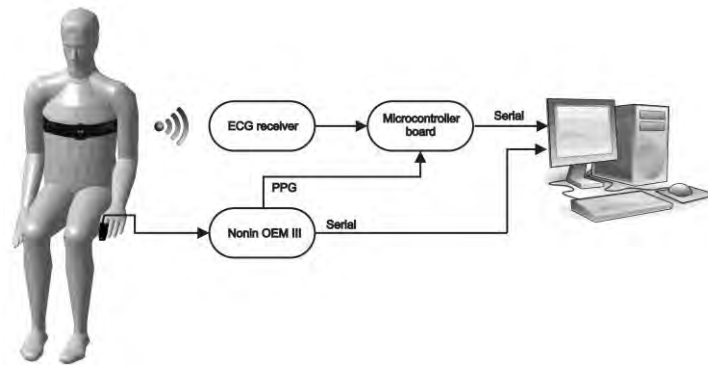 ECG receiver
Microcontroller
board
Serial
PPG
Nonin OEM III
Serial